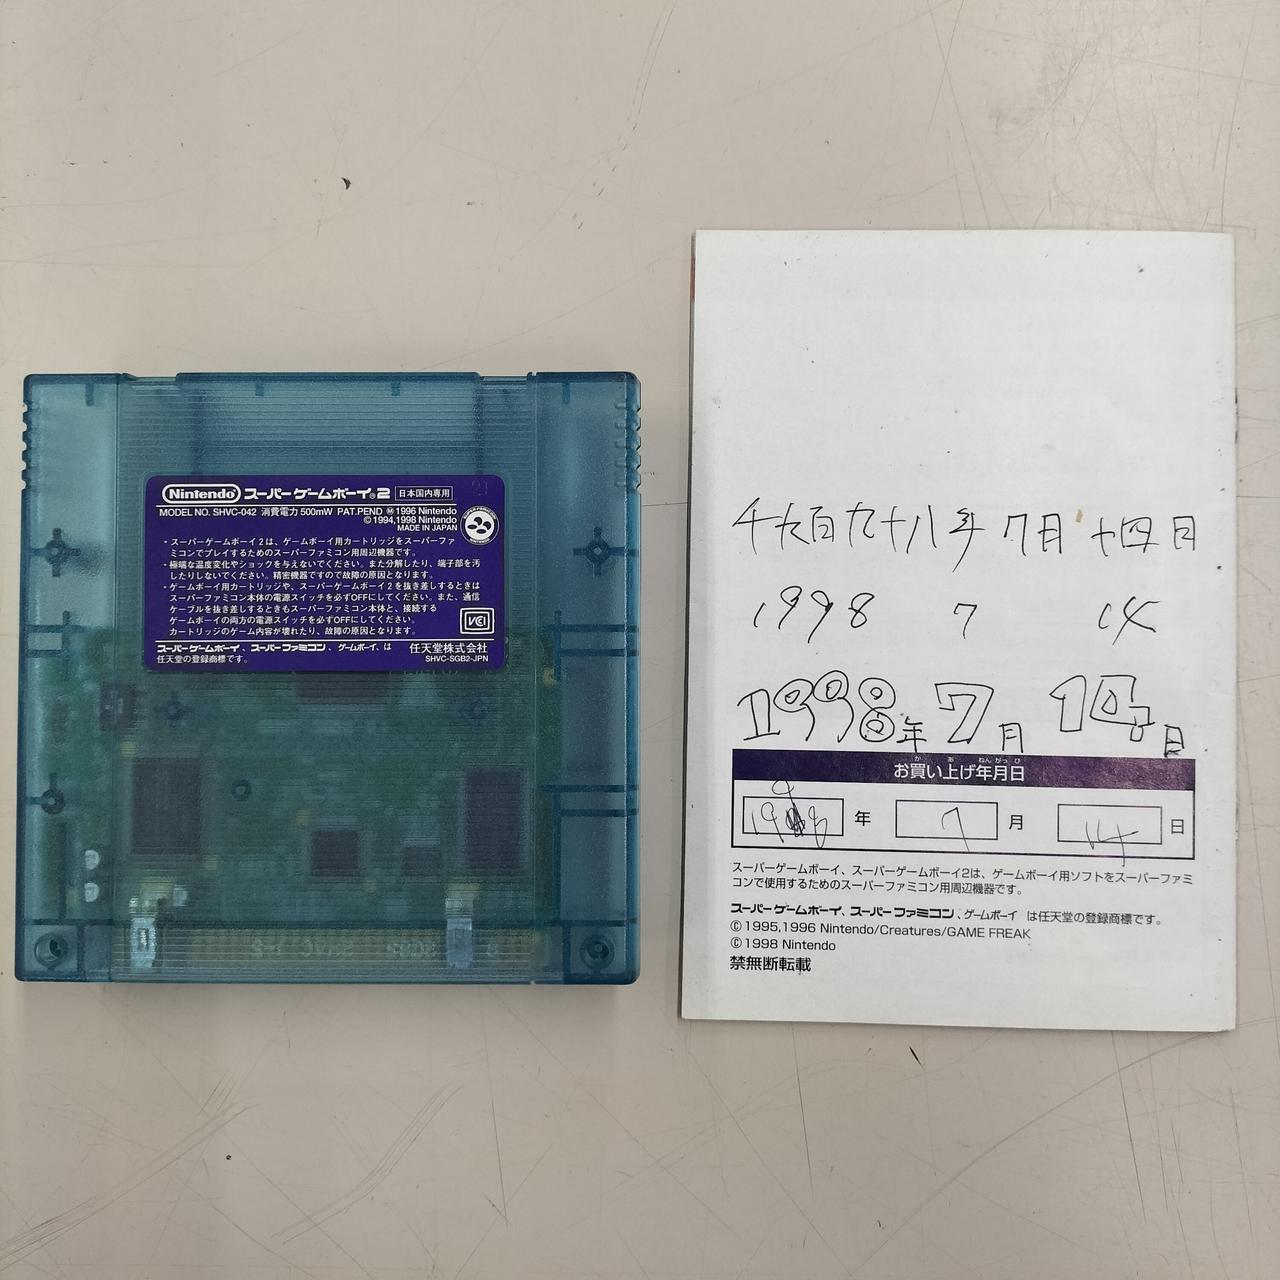 Nintendo スーパーゲームボーイ®2 日本国内専用
MODEL NO. SHVC-042 消費電力 500mW PAT.PEND Ⓜ 1996 Nintendo
©1994,1998 Nintendo
MADE IN JAPAN
・スーパーゲームボーイ2は、ゲームボーイ用カートリッジをスーパーファ
ミコンでプレイするためのスーパーファミコン用周辺機器です。
・極端な温度変化やショックを与えないでください。また分解したり、端子部を汚
したりしないでください。精密機器ですので故障の原因となります。
・ゲームボーイ用カートリッジや、スーパーゲームボーイ2を抜き差しするときは
スーパーファミコン本体の電源スイッチを必ずOFFにしてください。また、通信
ケーブルを抜き差しするときもスーパーファミコン本体と、接続する
ゲームボーイの両方の電源スイッチを必ずOFFにしてください。
カートリッジのゲーム内容が壊れたり、故障の原因となります。
VCI
スーパーゲームボーイ、スーパーファミコン、ゲームボーイ、は
任天堂の登録商標です。
任天堂株式会社
SHVC-SGB2-JPN
千九百九十八年 七月 十四日
1998 7 14
1998年 7月 14日
お買い上げ年月日
1998 年 7 月 14 日
スーパーゲームボーイ、スーパーゲームボーイ2は、ゲームボーイ用ソフトをスーパーファミ
コンで使用するためのスーパーファミコン用周辺機器です。
スーパーゲームボーイ、スーパーファミコン、ゲームボーイ は任天堂の登録商標です。
©1995,1996 Nintendo/Creatures/GAME FREAK
©1998 Nintendo
禁無断転載